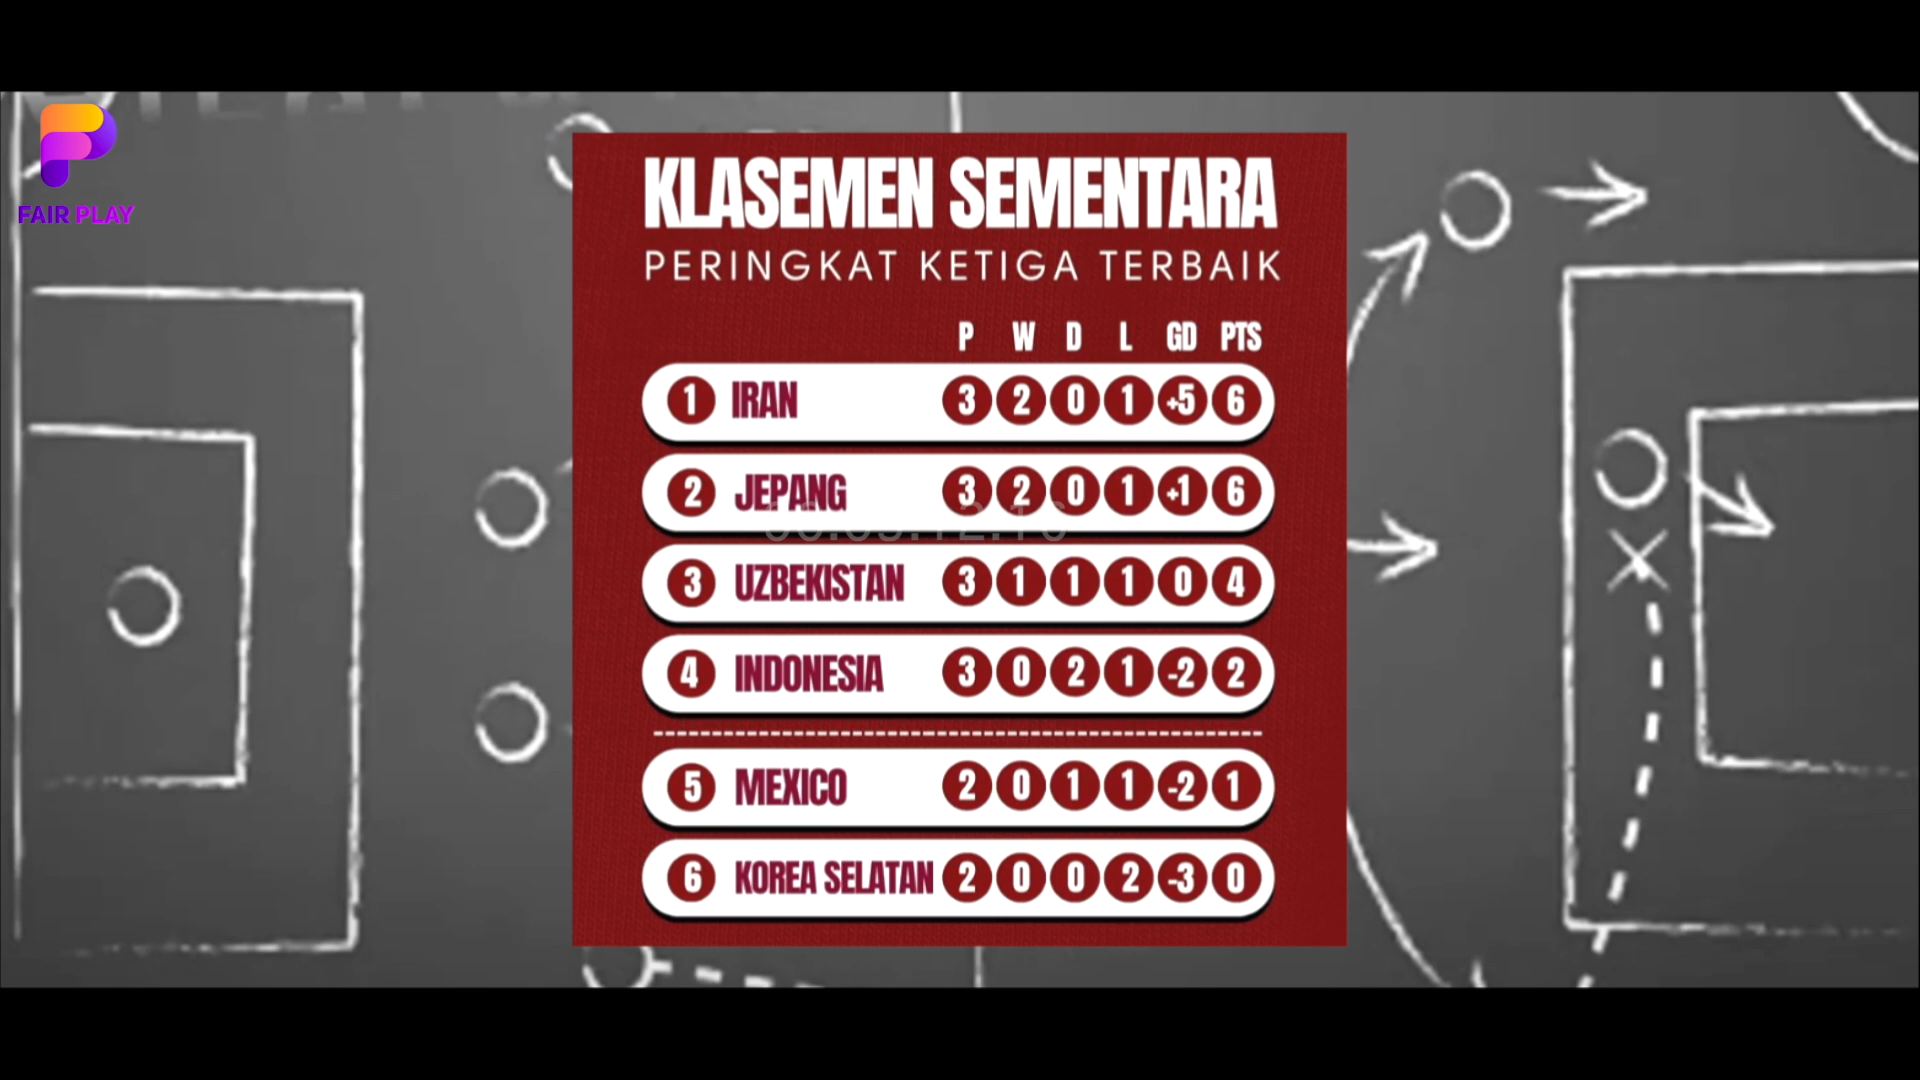 FAIR PLAY
KLASEMEN SEMENTARA
PERINGKAT KETIGA TERBAIK
P W D L GD PTS
1 IRAN 3 2 0 1 +5 6
2 JEPANG 3 2 0 1 +1 6
3 UZBEKISTAN 3 1 1 1 0 4
4 INDONESIA 3 0 2 1 -2 2
5 MEXICO 2 0 1 1 -2 1
6 KOREA SELATAN 2 0 0 2 -3 0